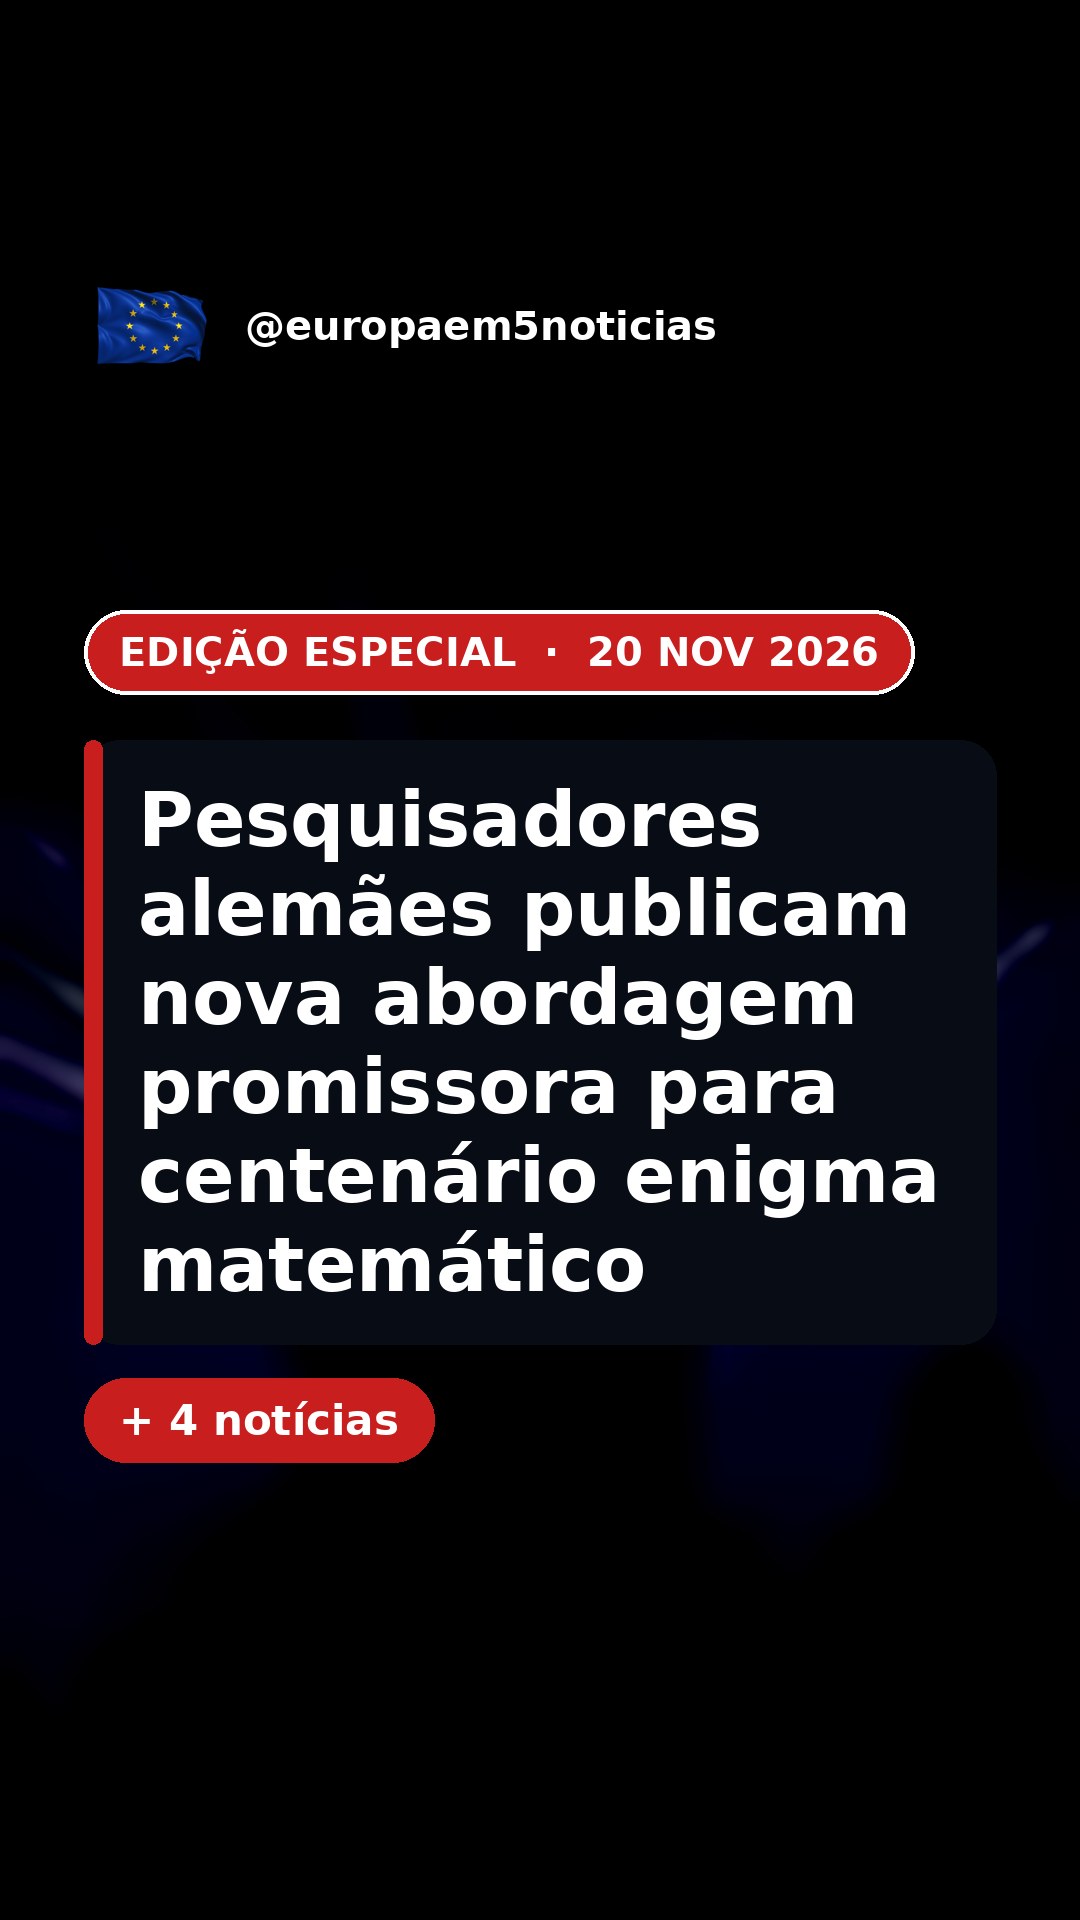 @europaem5noticias
EDIÇÃO ESPECIAL · 20 NOV 2026
Pesquisadores
alemães publicam
nova abordagem
promissora para
centenário enigma
matemático
+ 4 notícias